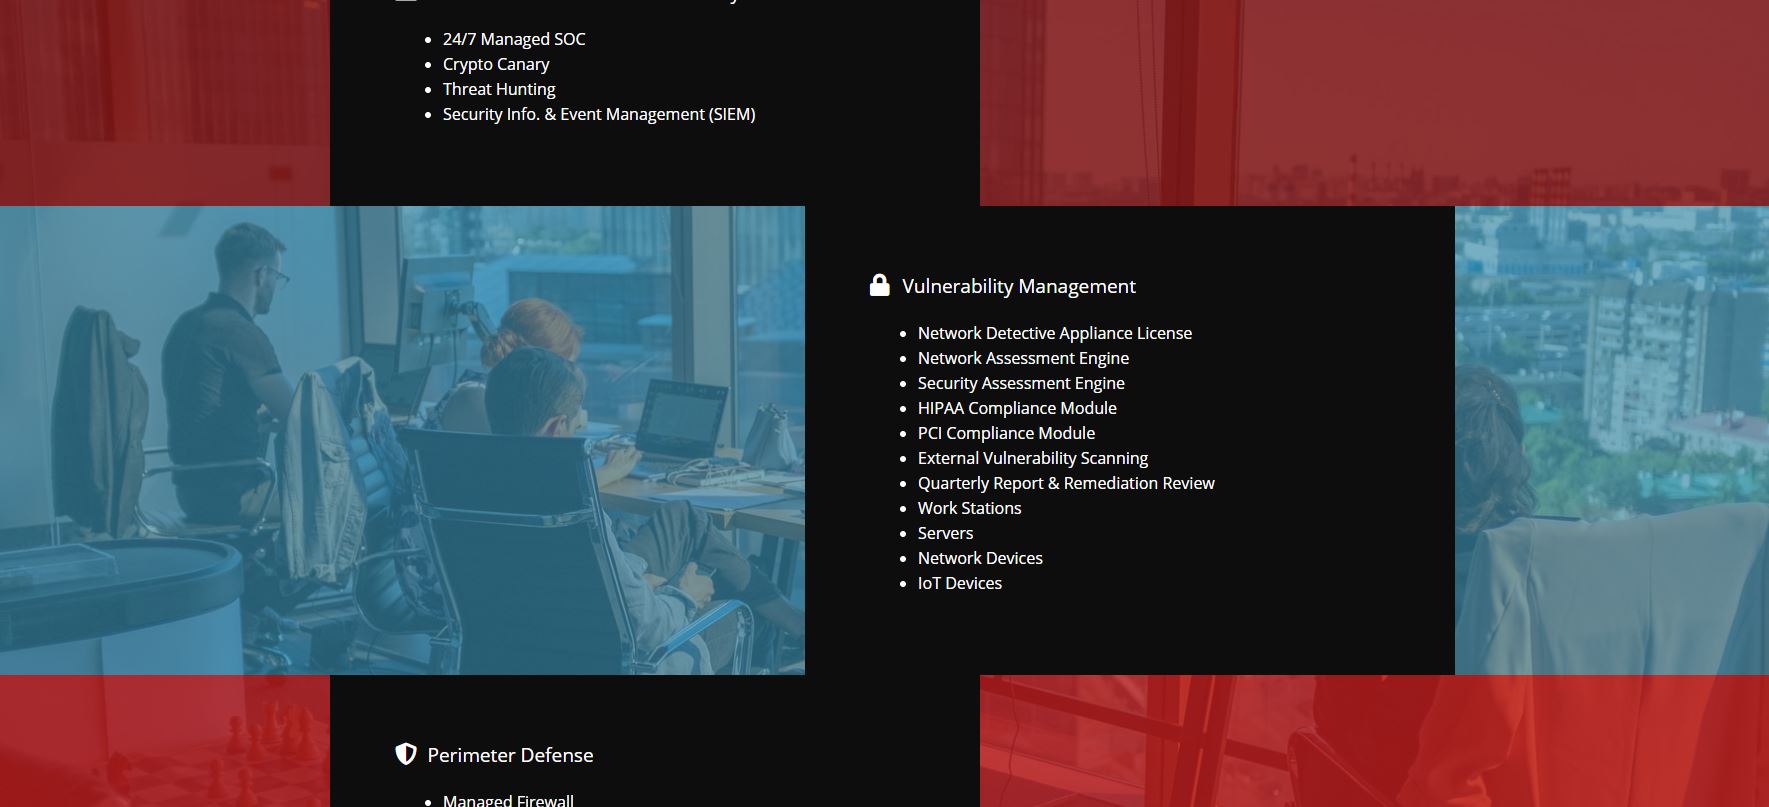 24/7 Managed SOC
Crypto Canary
Threat Hunting
Security Info. & Event Management (SIEM)
Vulnerability Management
Network Detective Appliance License
Network Assessment Engine
Security Assessment Engine
HIPAA Compliance Module
PCI Compliance Module
External Vulnerability Scanning
Quarterly Report & Remediation Review
Work Stations
Servers
Network Devices
IoT Devices
Perimeter Defense
Managed Firewall